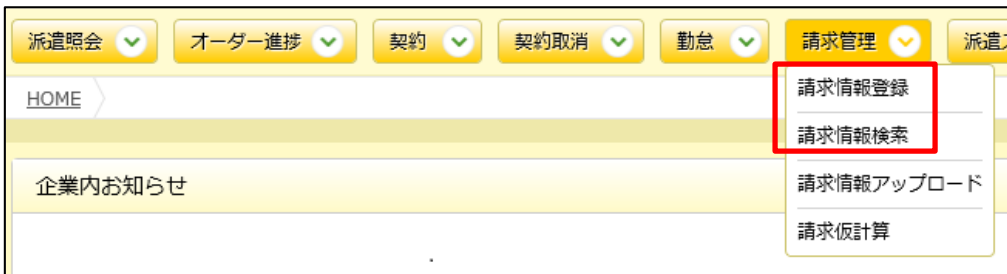 派遣照会 オーダー進捗 契約 契約取消 勤怠 請求管理 派遣
HOME
請求情報登録
請求情報検索
企業内お知らせ
請求情報アップロード
請求仮計算